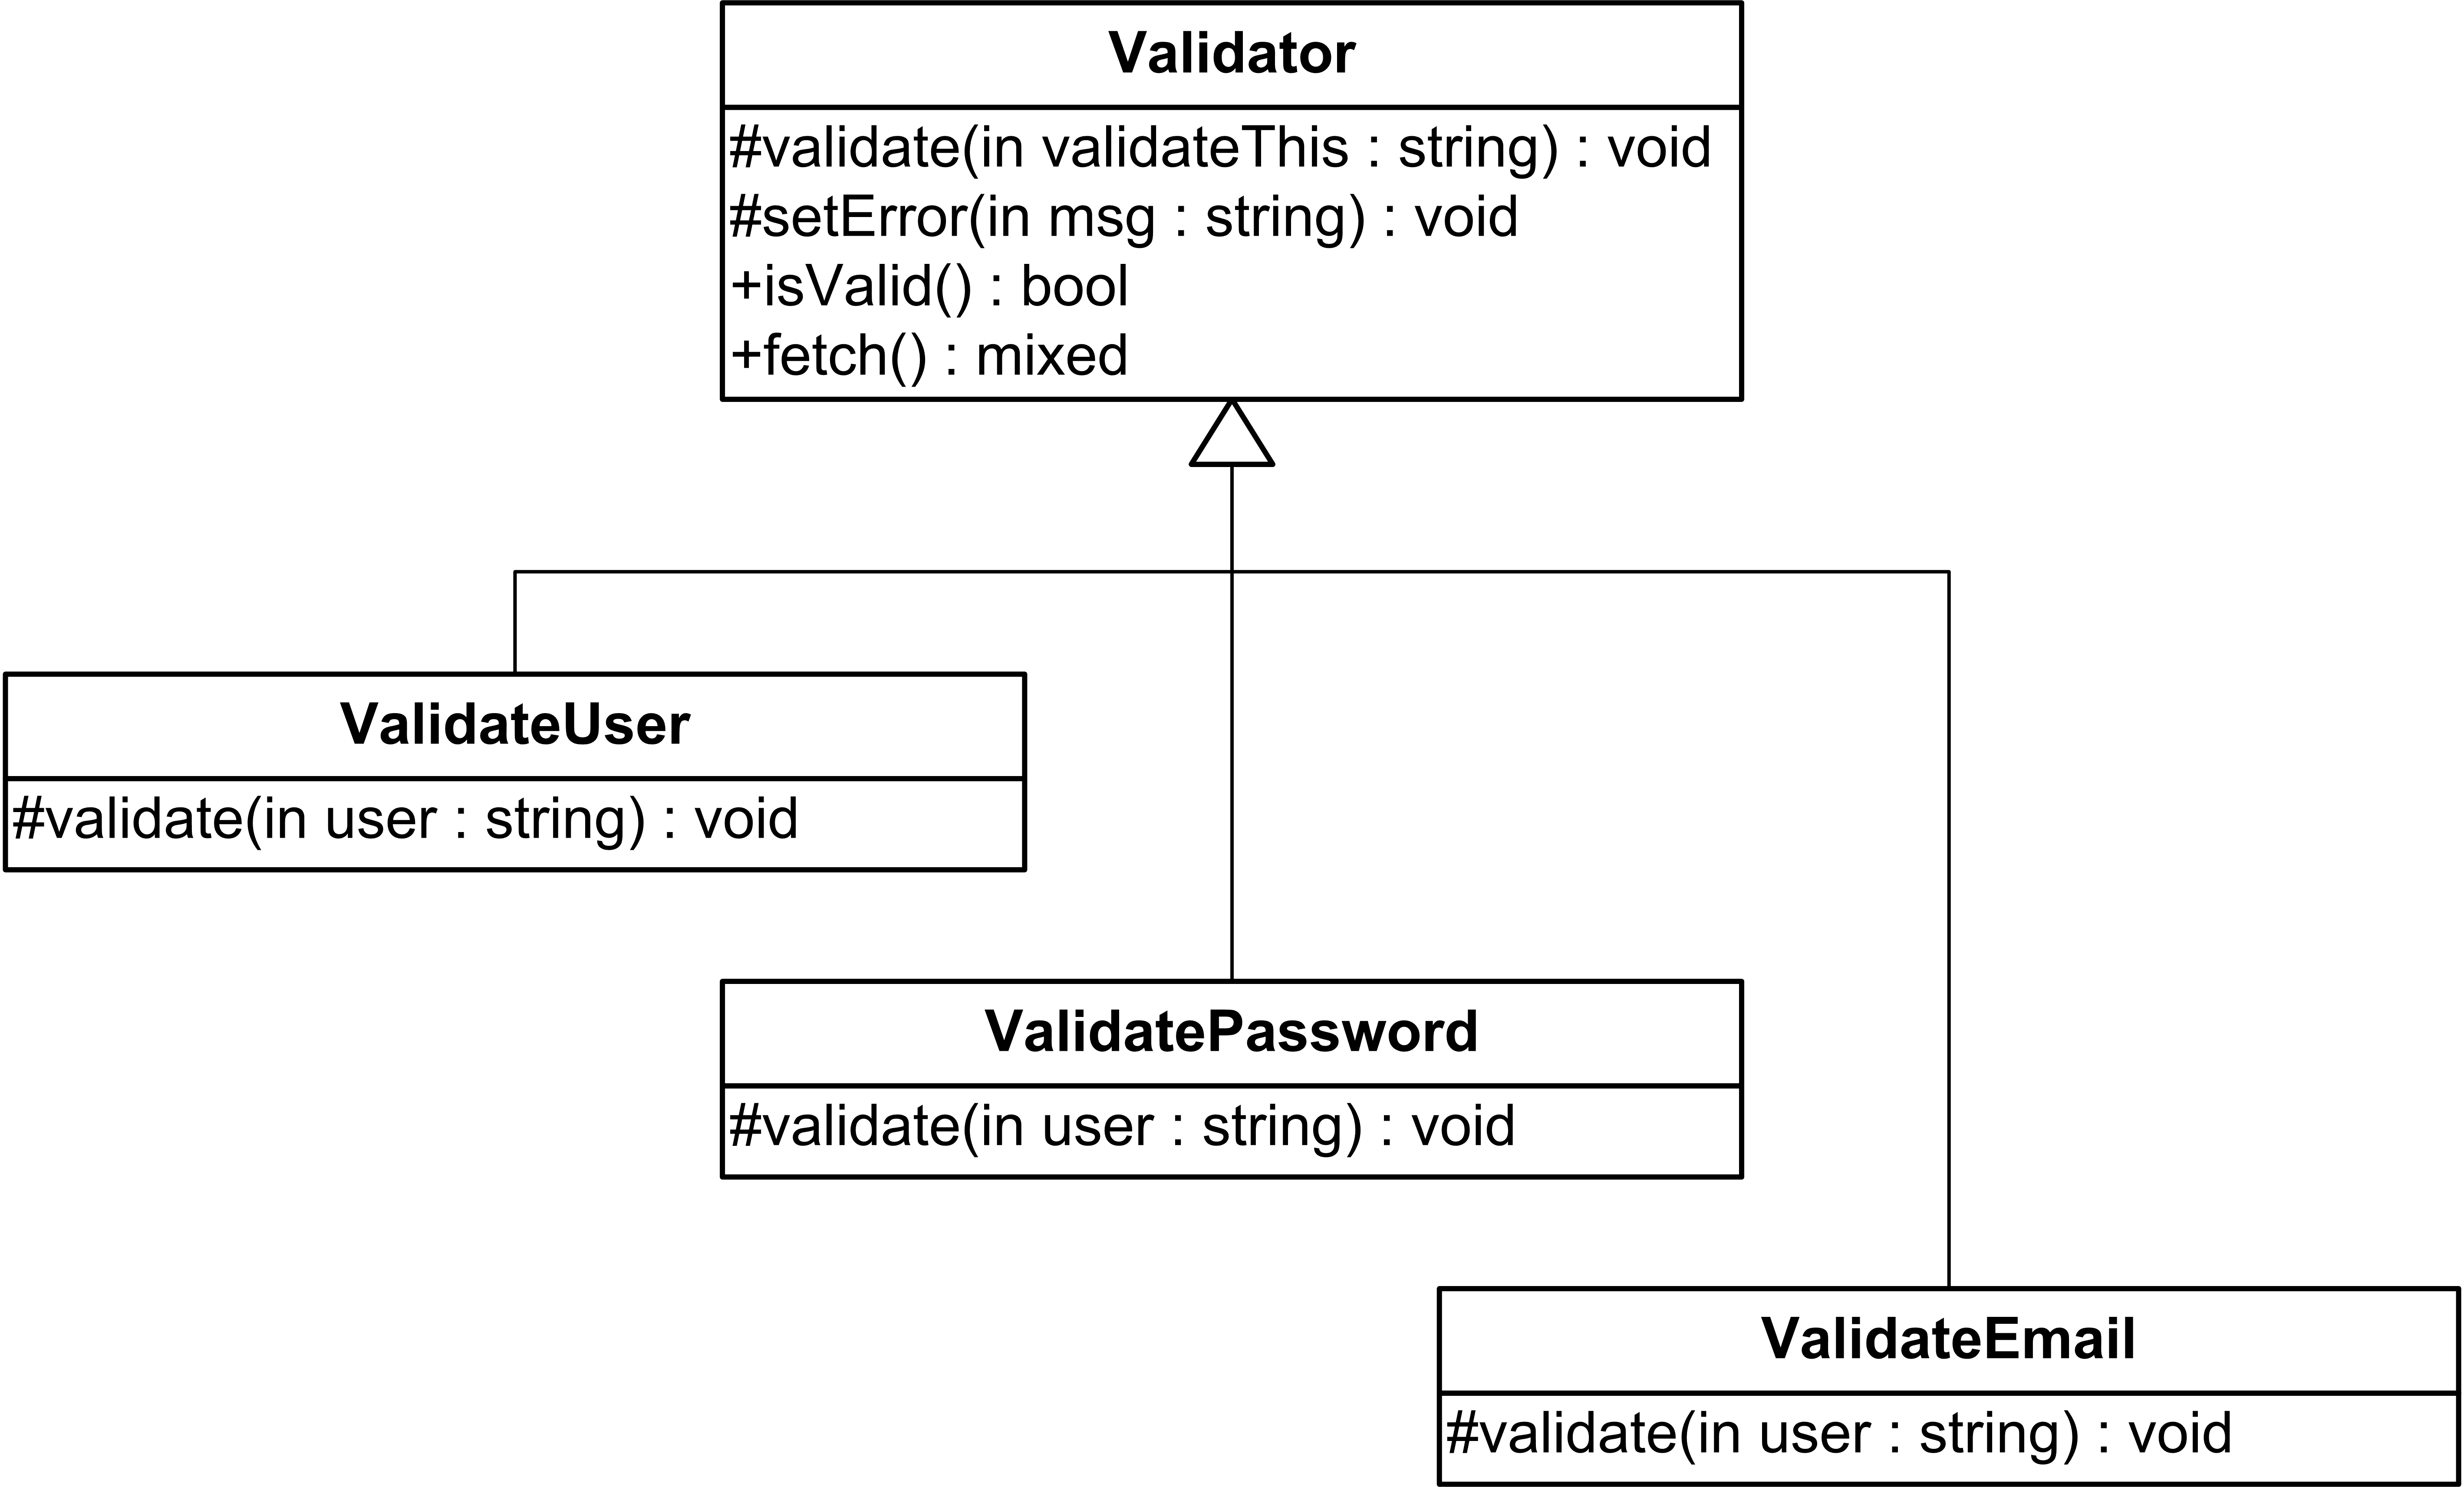 Validator
#validate(in validateThis : string) : void
#setError(in msg : string) : void
+isValid() : bool
+fetch() : mixed
ValidateUser
#validate(in user : string) : void
ValidatePassword
#validate(in user : string) : void
ValidateEmail
#validate(in user : string) : void